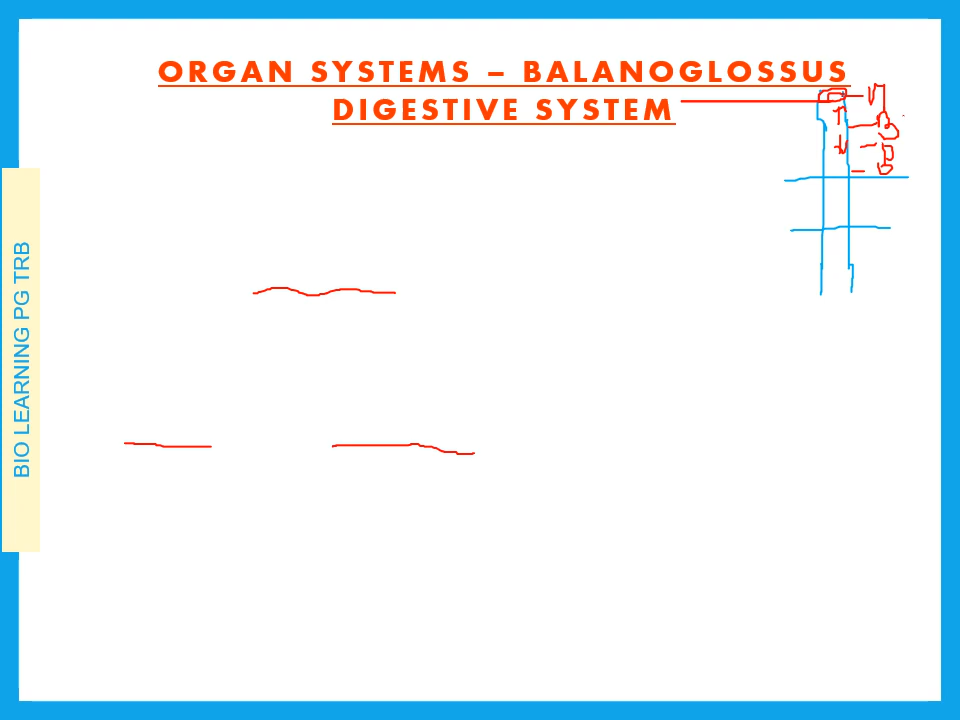 ORGAN SYSTEMS – BALANOGLOSSUS
DIGESTIVE SYSTEM
BIO LEARNING PG TRB